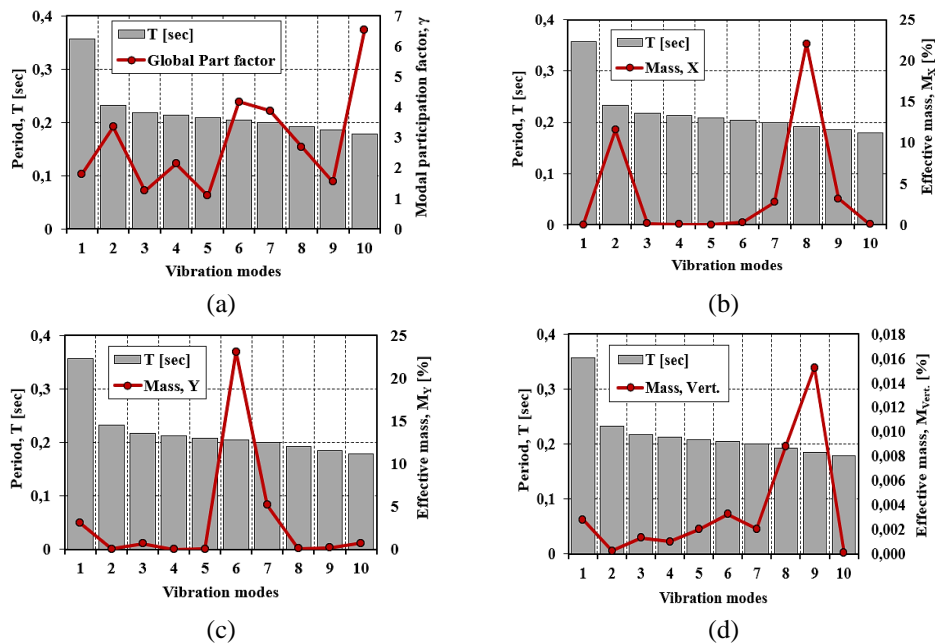 0,4
0,3
0,2
0,1
0
Period, T [sec]
T [sec]
Global Part factor
7
6
5
4
3
2
1
0
Modal participation factor, γ
1 2 3 4 5 6 7 8 9 10
Vibration modes
(a)
0,4
0,3
0,2
0,1
0
Period, T [sec]
T [sec]
Mass, X
25
20
15
10
5
0
Effective mass, MX [%]
1 2 3 4 5 6 7 8 9 10
Vibration modes
(b)
0,4
0,3
0,2
0,1
0
Period, T [sec]
T [sec]
Mass, Y
25
20
15
10
5
0
Effective mass, MY [%]
1 2 3 4 5 6 7 8 9 10
Vibration modes
(c)
0,4
0,3
0,2
0,1
0
Period, T [sec]
T [sec]
Mass, Vert.
0,018
0,016
0,014
0,012
0,010
0,008
0,006
0,004
0,002
0,000
Effective mass, MVert. [%]
1 2 3 4 5 6 7 8 9 10
Vibration modes
(d)